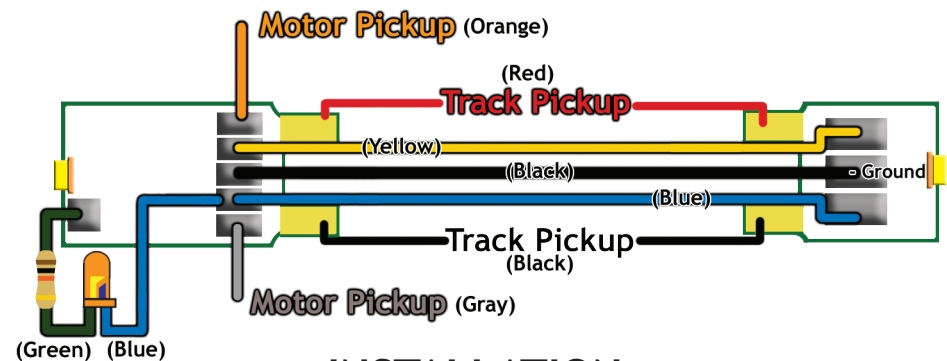 Motor Pickup (Orange)
(Red)
Track Pickup
(Yellow)
(Black)
- Ground
(Blue)
Track Pickup
(Black)
Motor Pickup (Gray)
(Green) (Blue)